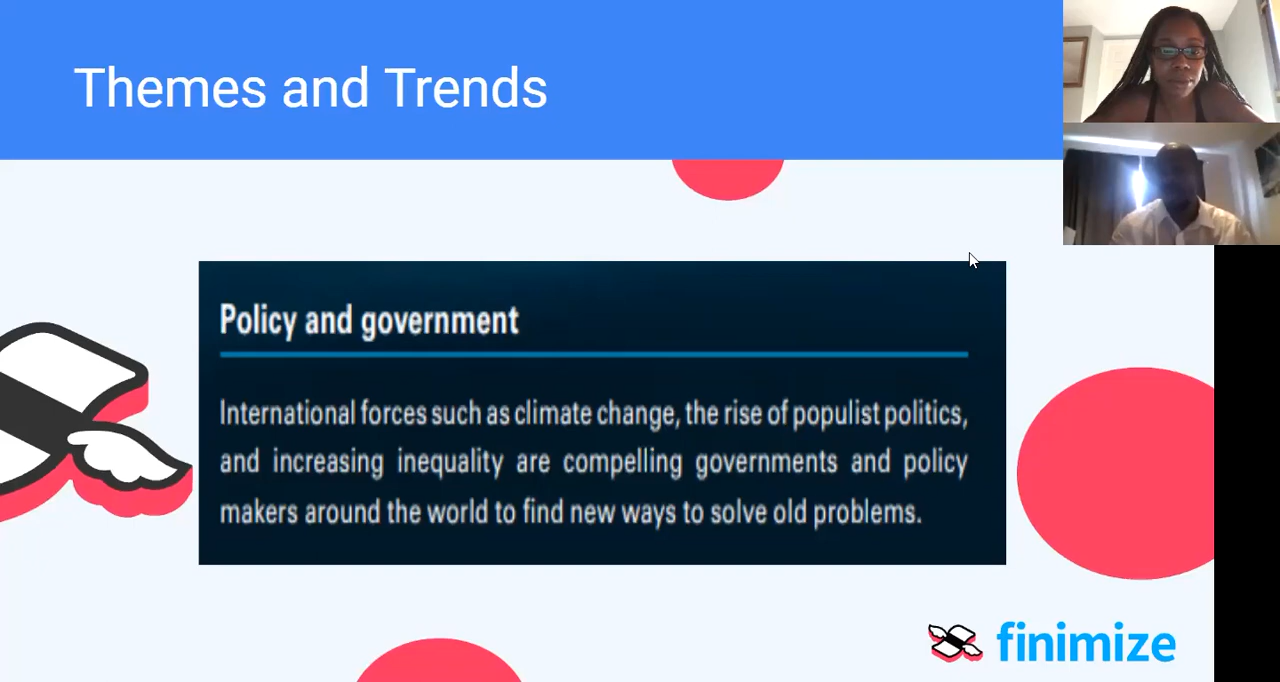 Themes and Trends
Policy and government
International forces such as climate change, the rise of populist politics,
and increasing inequality are compelling governments and policy
makers around the world to find new ways to solve old problems.
finimize